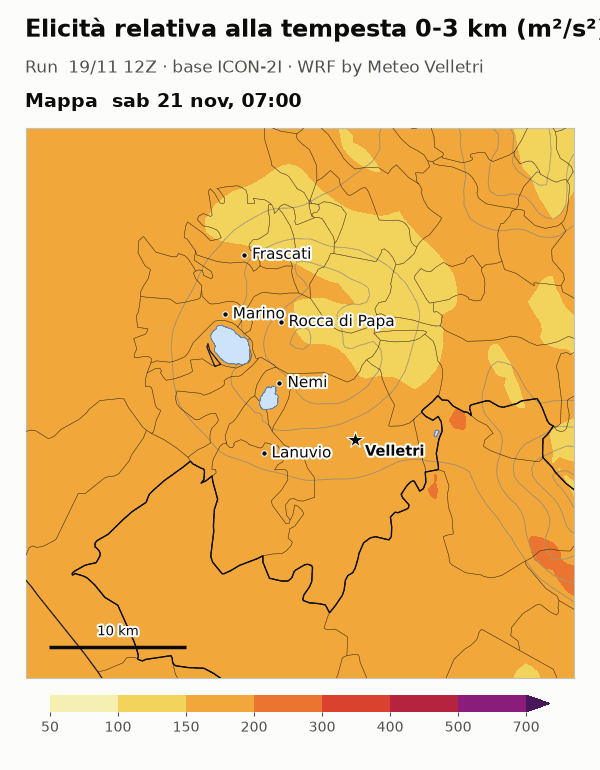 Elicità relativa alla tempesta 0-3 km (m²/s²)
Run 19/11 12Z · base ICON-2I · WRF by Meteo Velletri
Mappa sab 21 nov, 07:00
Frascati
Marino
Rocca di Papa
Nemi
Velletri
Lanuvio
10 km
50 100 150 200 300 400 500 700